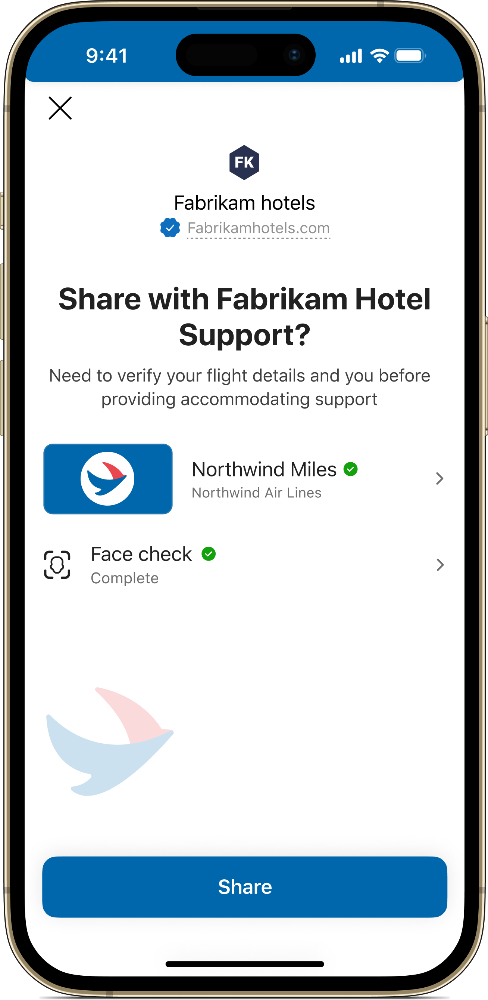 9:41
FK
Fabrikam hotels
Fabrikamhotels.com
Share with Fabrikam Hotel
Support?
Need to verify your flight details and you before
providing accommodating support
Northwind Miles
Northwind Air Lines
Face check
Complete
Share